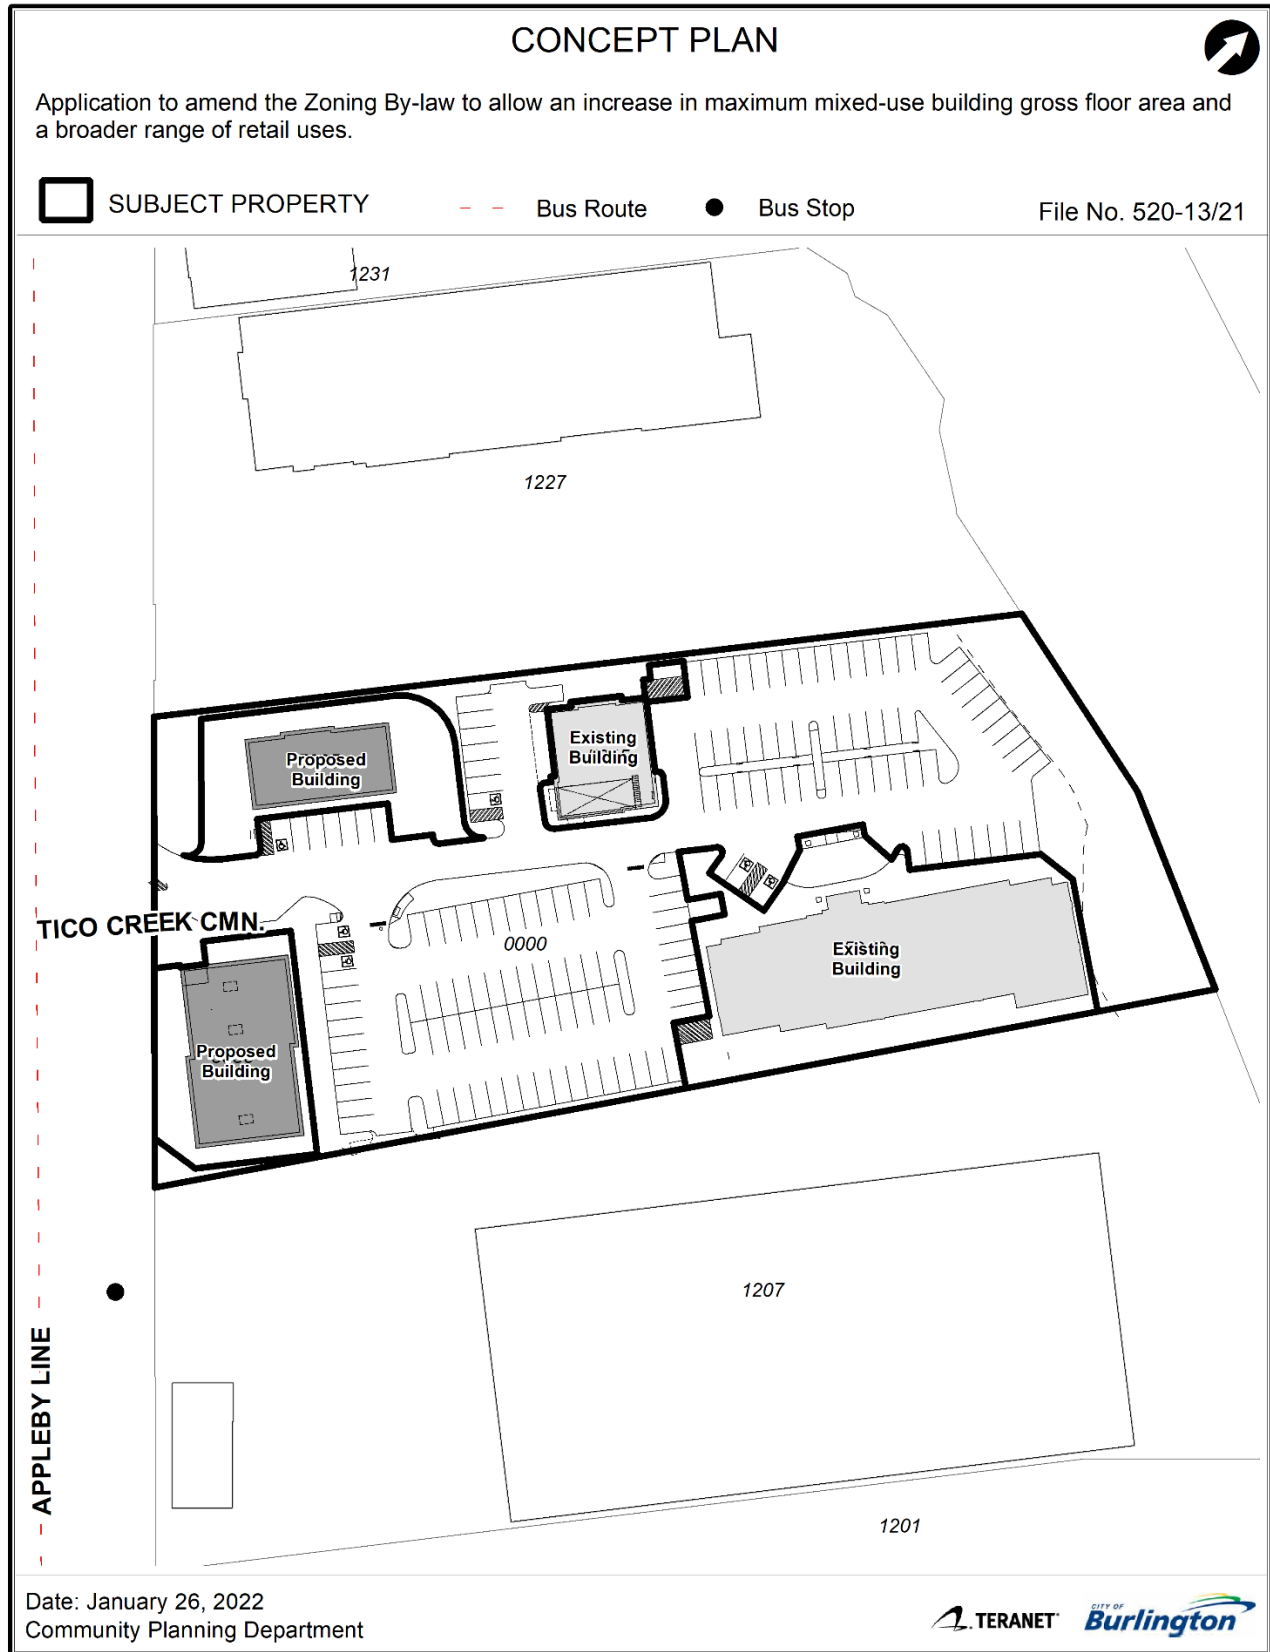 CONCEPT PLAN
Application to amend the Zoning By-law to allow an increase in maximum mixed-use building gross floor area and
a broader range of retail uses.
SUBJECT PROPERTY
Bus Route
Bus Stop
File No. 520-13/21
1231
1227
Proposed
Building
Existing
Building
TICO CREEK CMN.
0000
Existing
Building
Proposed
Building
1207
APPLEBY LINE
1201
Date: January 26, 2022
Community Planning Department
TERANET
CITY OF
Burlington